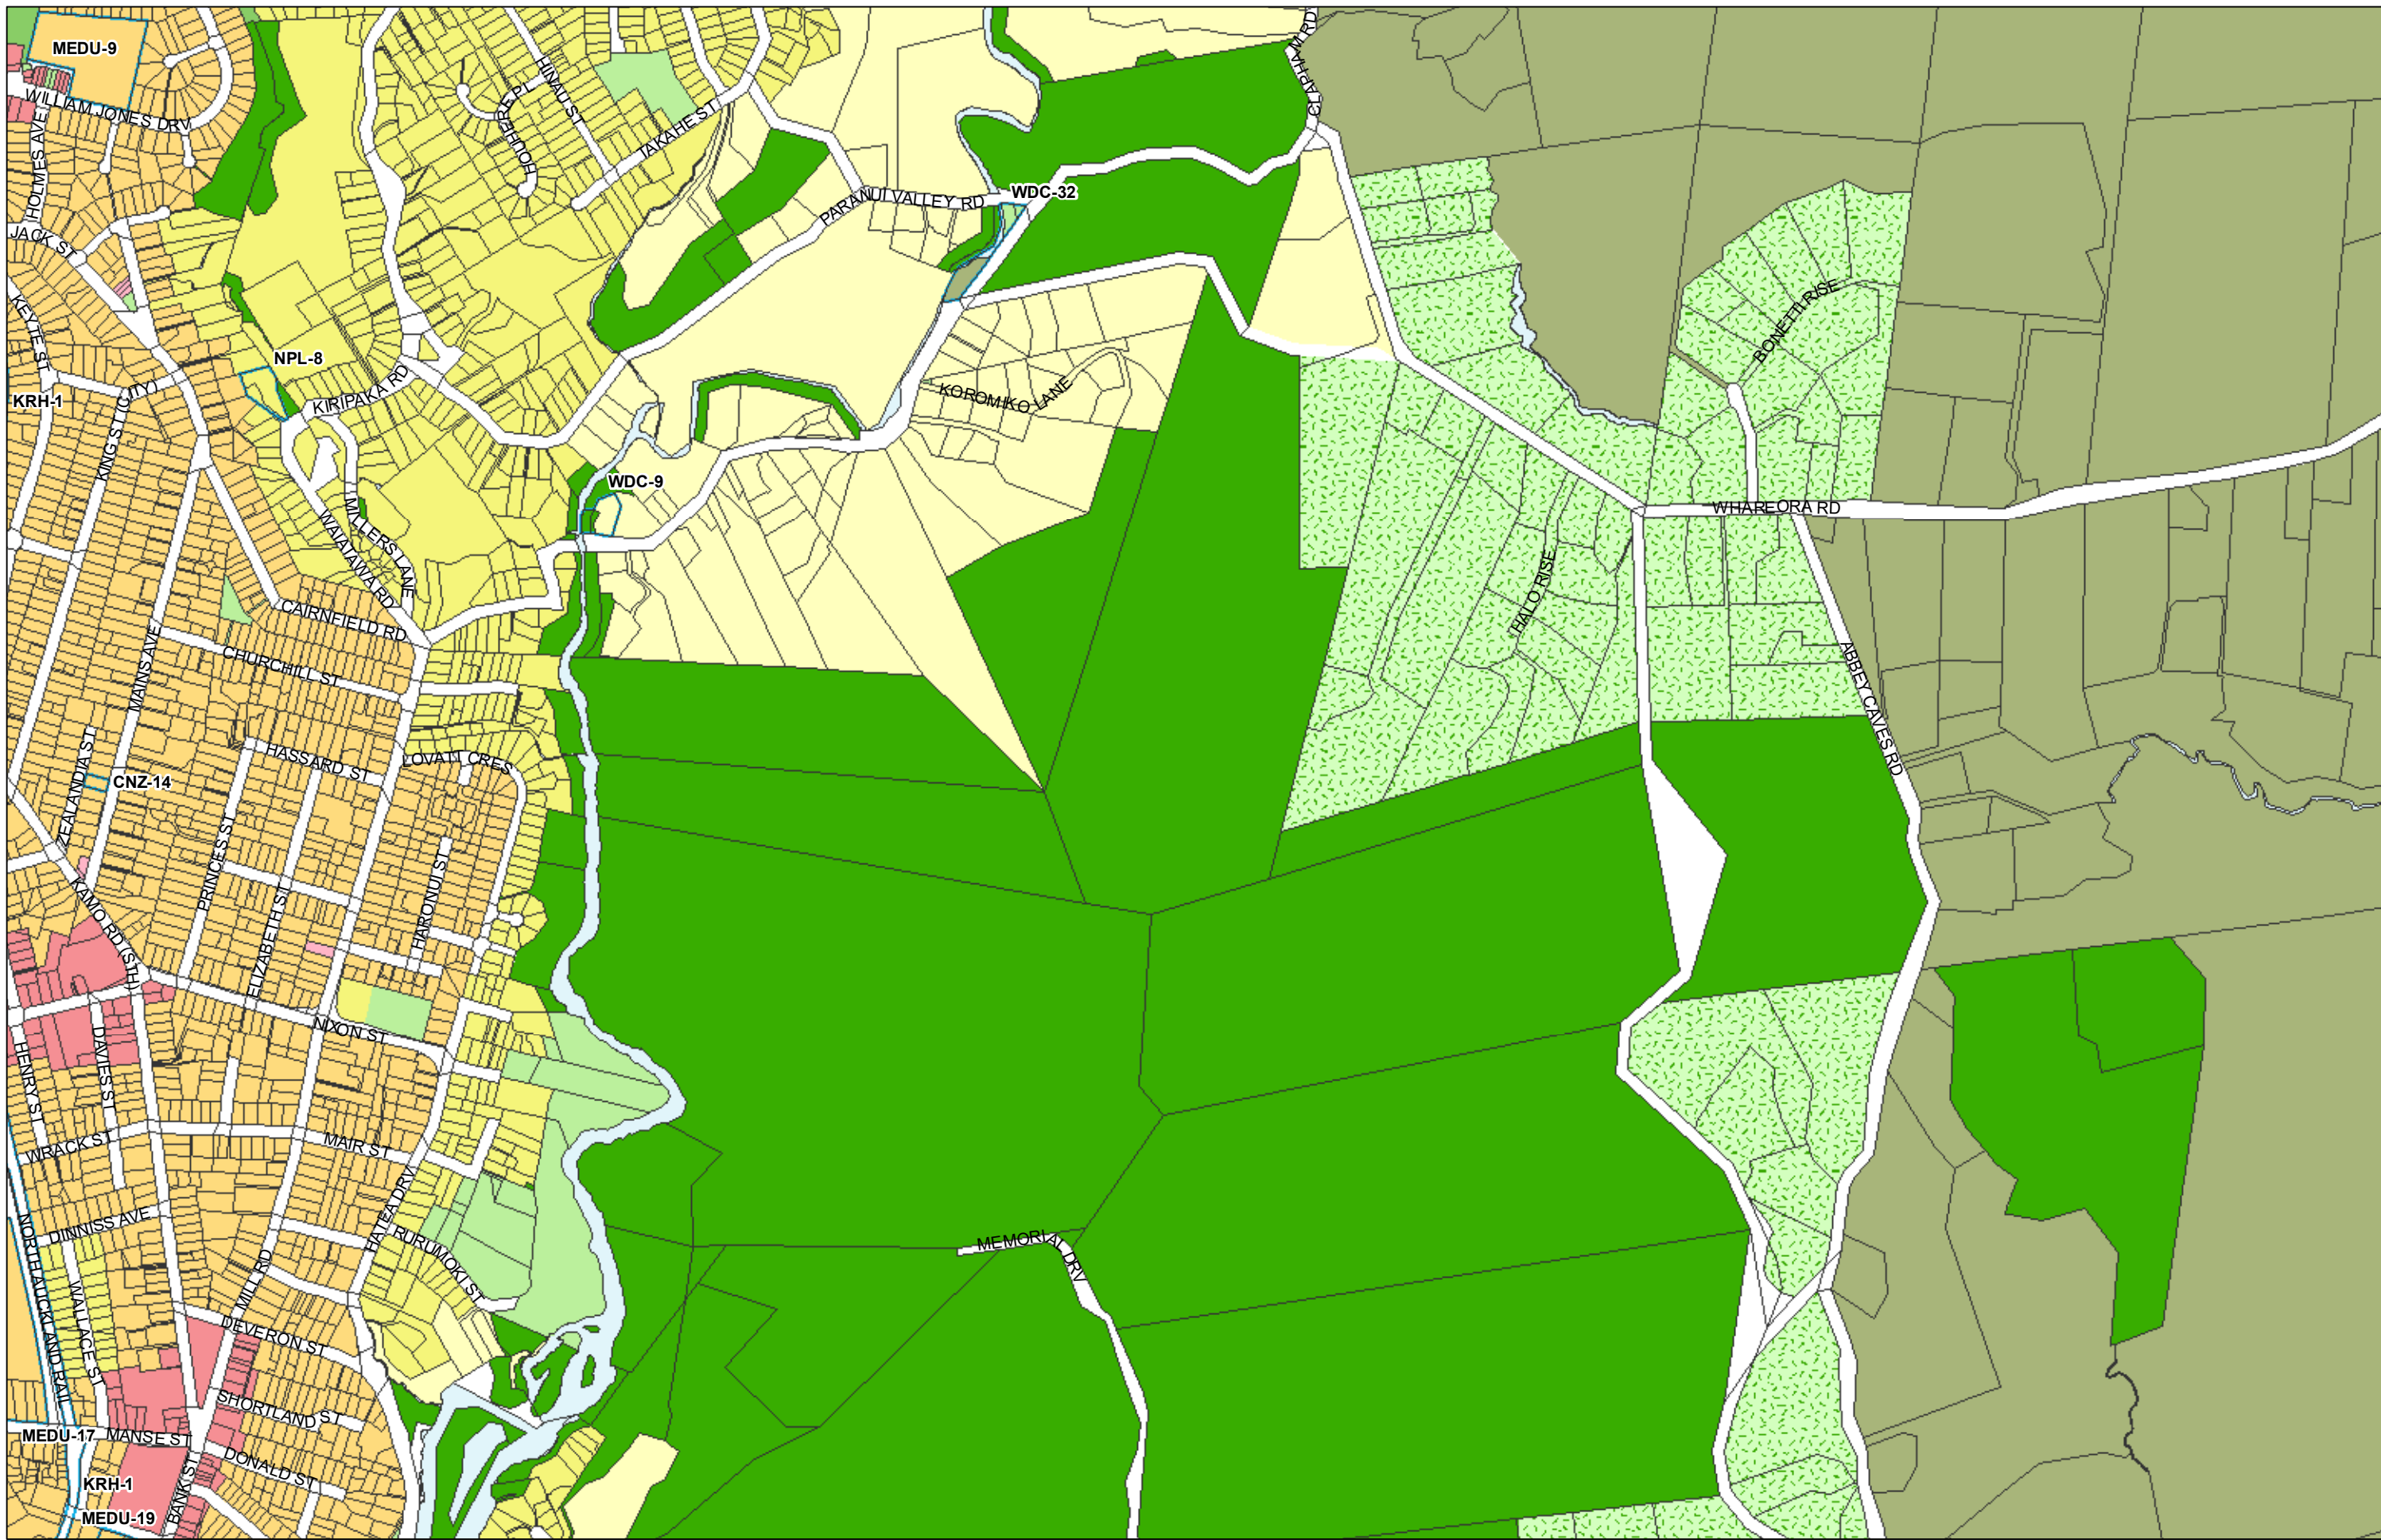 MEDU-9
WILLIAM JONES DRV
HOLMES AVE
JACK ST
KEYTE ST
KRH-1
KING ST (CITY)
NPL-8
KIRIPAKA RD
HINAU ST
HOUHERE PL
TAKAHE ST
PARANUI VALLEY RD
WDC-32
CLAPHAM RD
KOROMIKO LANE
BONETTI RISE
WHAREORA RD
HALO RISE
ABBEY CAVES RD
WDC-9
MILLERS LANE
WAIATAWA RD
CAIRNFIELD RD
CHURCHILL ST
MAINS AVE
ZEALANDIA ST
CNZ-14
HASSARD ST
LOVATT CRES
PRINCES ST
ELIZABETH ST
HARONUI ST
KAMO RD (STH)
NIXON ST
DAVIES ST
HENRY ST
WRACK ST
MAIR ST
HATEA DRV
DINNISS AVE
RURUMOKI ST
MEMORIAL DRV
NORTH AUCKLAND RAIL
WALLACE ST
MILL RD
DEVERON ST
SHORTLAND ST
MEDU-17
MANSE ST
DONALD ST
BANK ST
KRH-1
MEDU-19